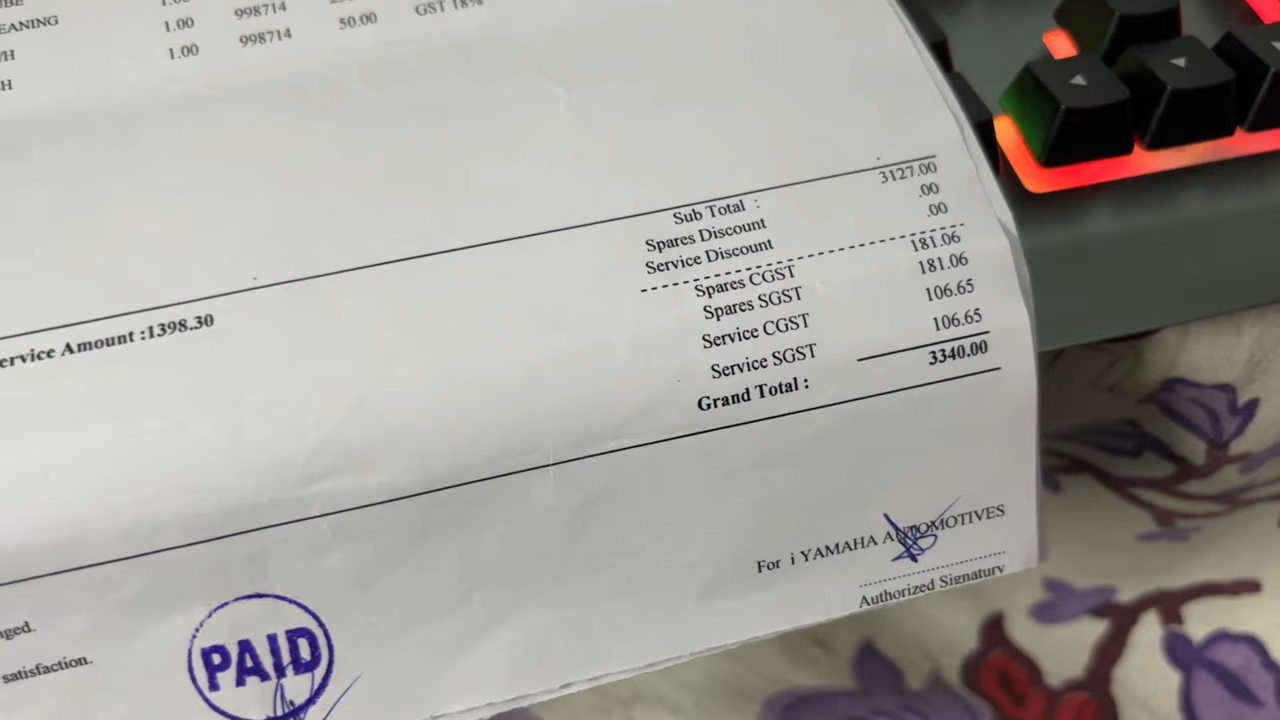 EANING 1.00 998714
/H 1.00 998714 50.00 GST 18%
H
Sub Total : 3127.00
Spares Discount .00
Service Discount .00
Spares CGST 181.06
Spares SGST 181.06
Service CGST 106.65
Service SGST 106.65
Grand Total : 3340.00
ervice Amount :1398.30
For i YAMAHA AUTOMOTIVES
Authorized Signatury
aged.
satisfaction.
PAID